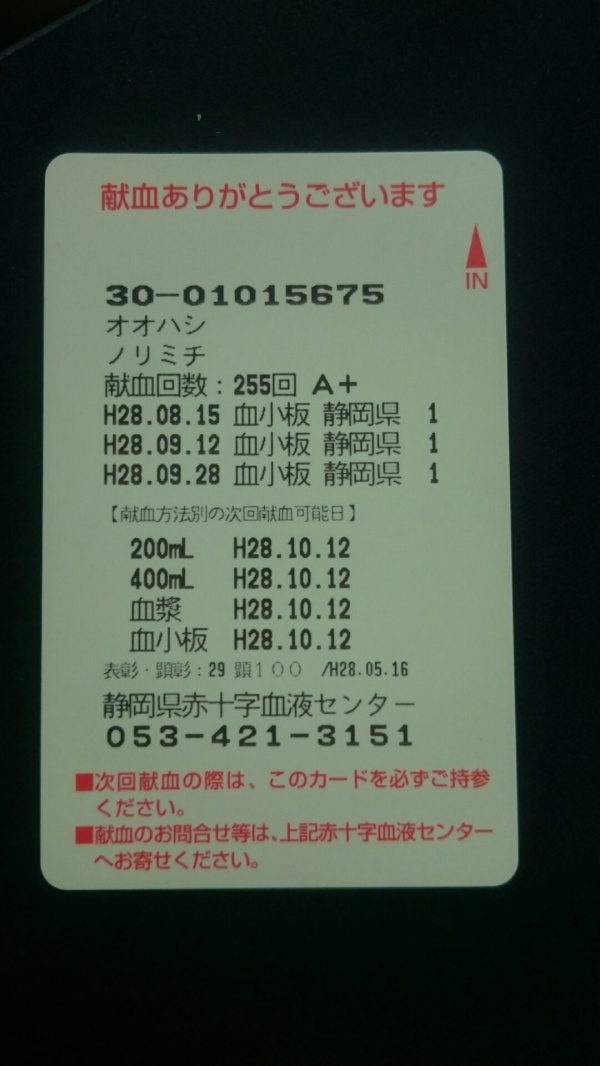 献血ありがとうございます
IN
30-01015675
オオハシ
ノリミチ
献血回数：255回 A+
H28.08.15 血小板 静岡県 1
H28.09.12 血小板 静岡県 1
H28.09.28 血小板 静岡県 1
【献血方法別の次回献血可能日】
200mL H28.10.12
400mL H28.10.12
血漿 H28.10.12
血小板 H28.10.12
表彰・顕彰：29 顕１００ /H28.05.16
静岡県赤十字血液センター
053-421-3151
■次回献血の際は、このカードを必ずご持参
ください。
■献血のお問合せ等は、上記赤十字血液センター
へお寄せください。